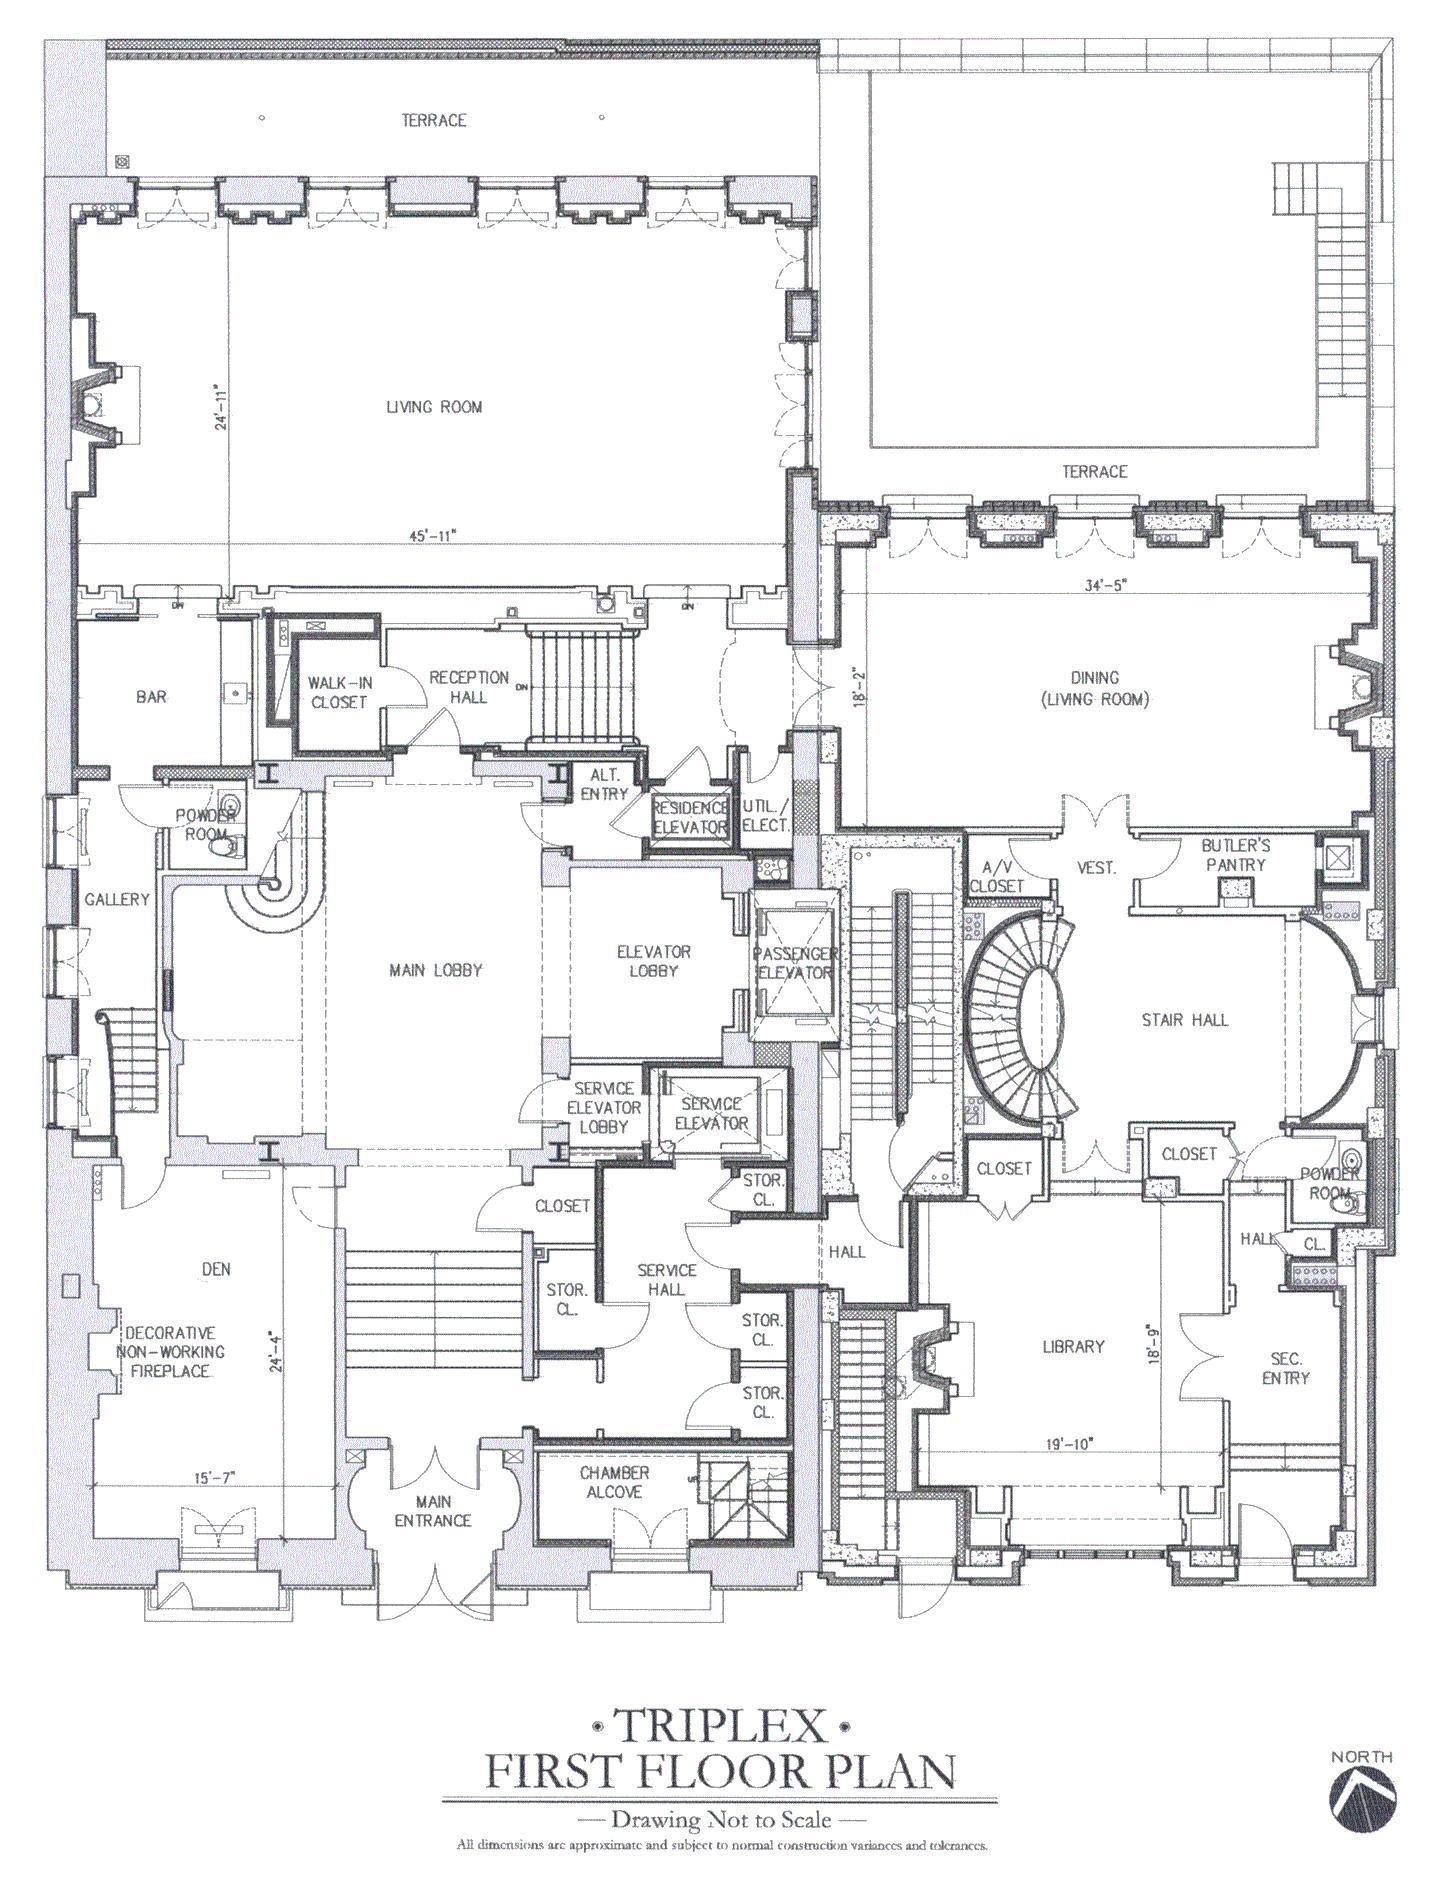 TERRACE
24'-11"
LIVING ROOM
45'-11"
TERRACE
34'-5"
DN
DN
BAR
WALK-IN
CLOSET
RECEPTION
HALL
DN
18'-2"
DINING
(LIVING ROOM)
ALT.
ENTRY
RESIDENCE
ELEVATOR
UTIL./
ELECT.
POWDER
ROOM
A/V
CLOSET
VEST.
BUTLER'S
PANTRY
GALLERY
MAIN LOBBY
ELEVATOR
LOBBY
PASSENGER
ELEVATOR
STAIR HALL
SERVICE
ELEVATOR
LOBBY
SERVICE
ELEVATOR
CLOSET
CLOSET
POWDER
ROOM
STOR.
CL.
CLOSET
HALL
HALL
CL.
DEN
SERVICE
HALL
STOR.
CL.
STOR.
CL.
DECORATIVE
NON-WORKING
FIREPLACE
24'-4"
LIBRARY
18'-9"
SEC.
ENTRY
STOR.
CL.
19'-10"
15'-7"
CHAMBER
ALCOVE
UP
MAIN
ENTRANCE
• TRIPLEX •
FIRST FLOOR PLAN
— Drawing Not to Scale —
All dimensions are approximate and subject to normal construction variances and tolerances.
NORTH